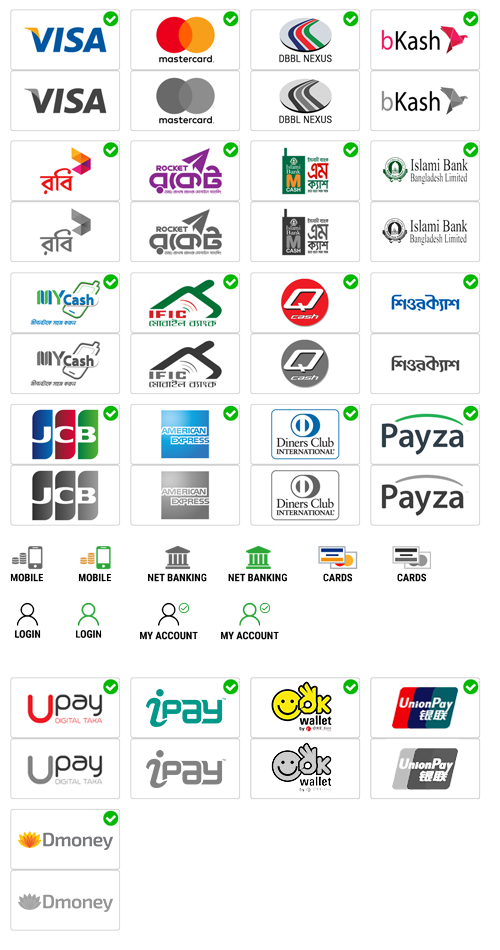 VISA
mastercard.
DBBL NEXUS
bKash
VISA
mastercard.
DBBL NEXUS
bKash
রবি
ROCKET
রকেট
ইসলামী ব্যাংক
এম
ক্যাশ
M
CASH
Islami Bank
Bangladesh Limited
রবি
ROCKET
রকেট
ইসলামী ব্যাংক
এম
ক্যাশ
M
CASH
Islami Bank
Bangladesh Limited
MYCash
IFIC
মোবাইল ব্যাংক
Q
cash
শিওরক্যাশ
MYCash
IFIC
মোবাইল ব্যাংক
Q
cash
শিওরক্যাশ
JCB
AMERICAN
EXPRESS
Diners Club
INTERNATIONAL
Payza
JCB
AMERICAN
EXPRESS
Diners Club
INTERNATIONAL
Payza
MOBILE
MOBILE
NET BANKING
NET BANKING
CARDS
CARDS
LOGIN
LOGIN
MY ACCOUNT
MY ACCOUNT
Upay
DIGITAL TAKA
iPay
ok
wallet
by
UnionPay
银联
Upay
DIGITAL TAKA
iPay
ok
wallet
by
UnionPay
银联
Dmoney
Dmoney